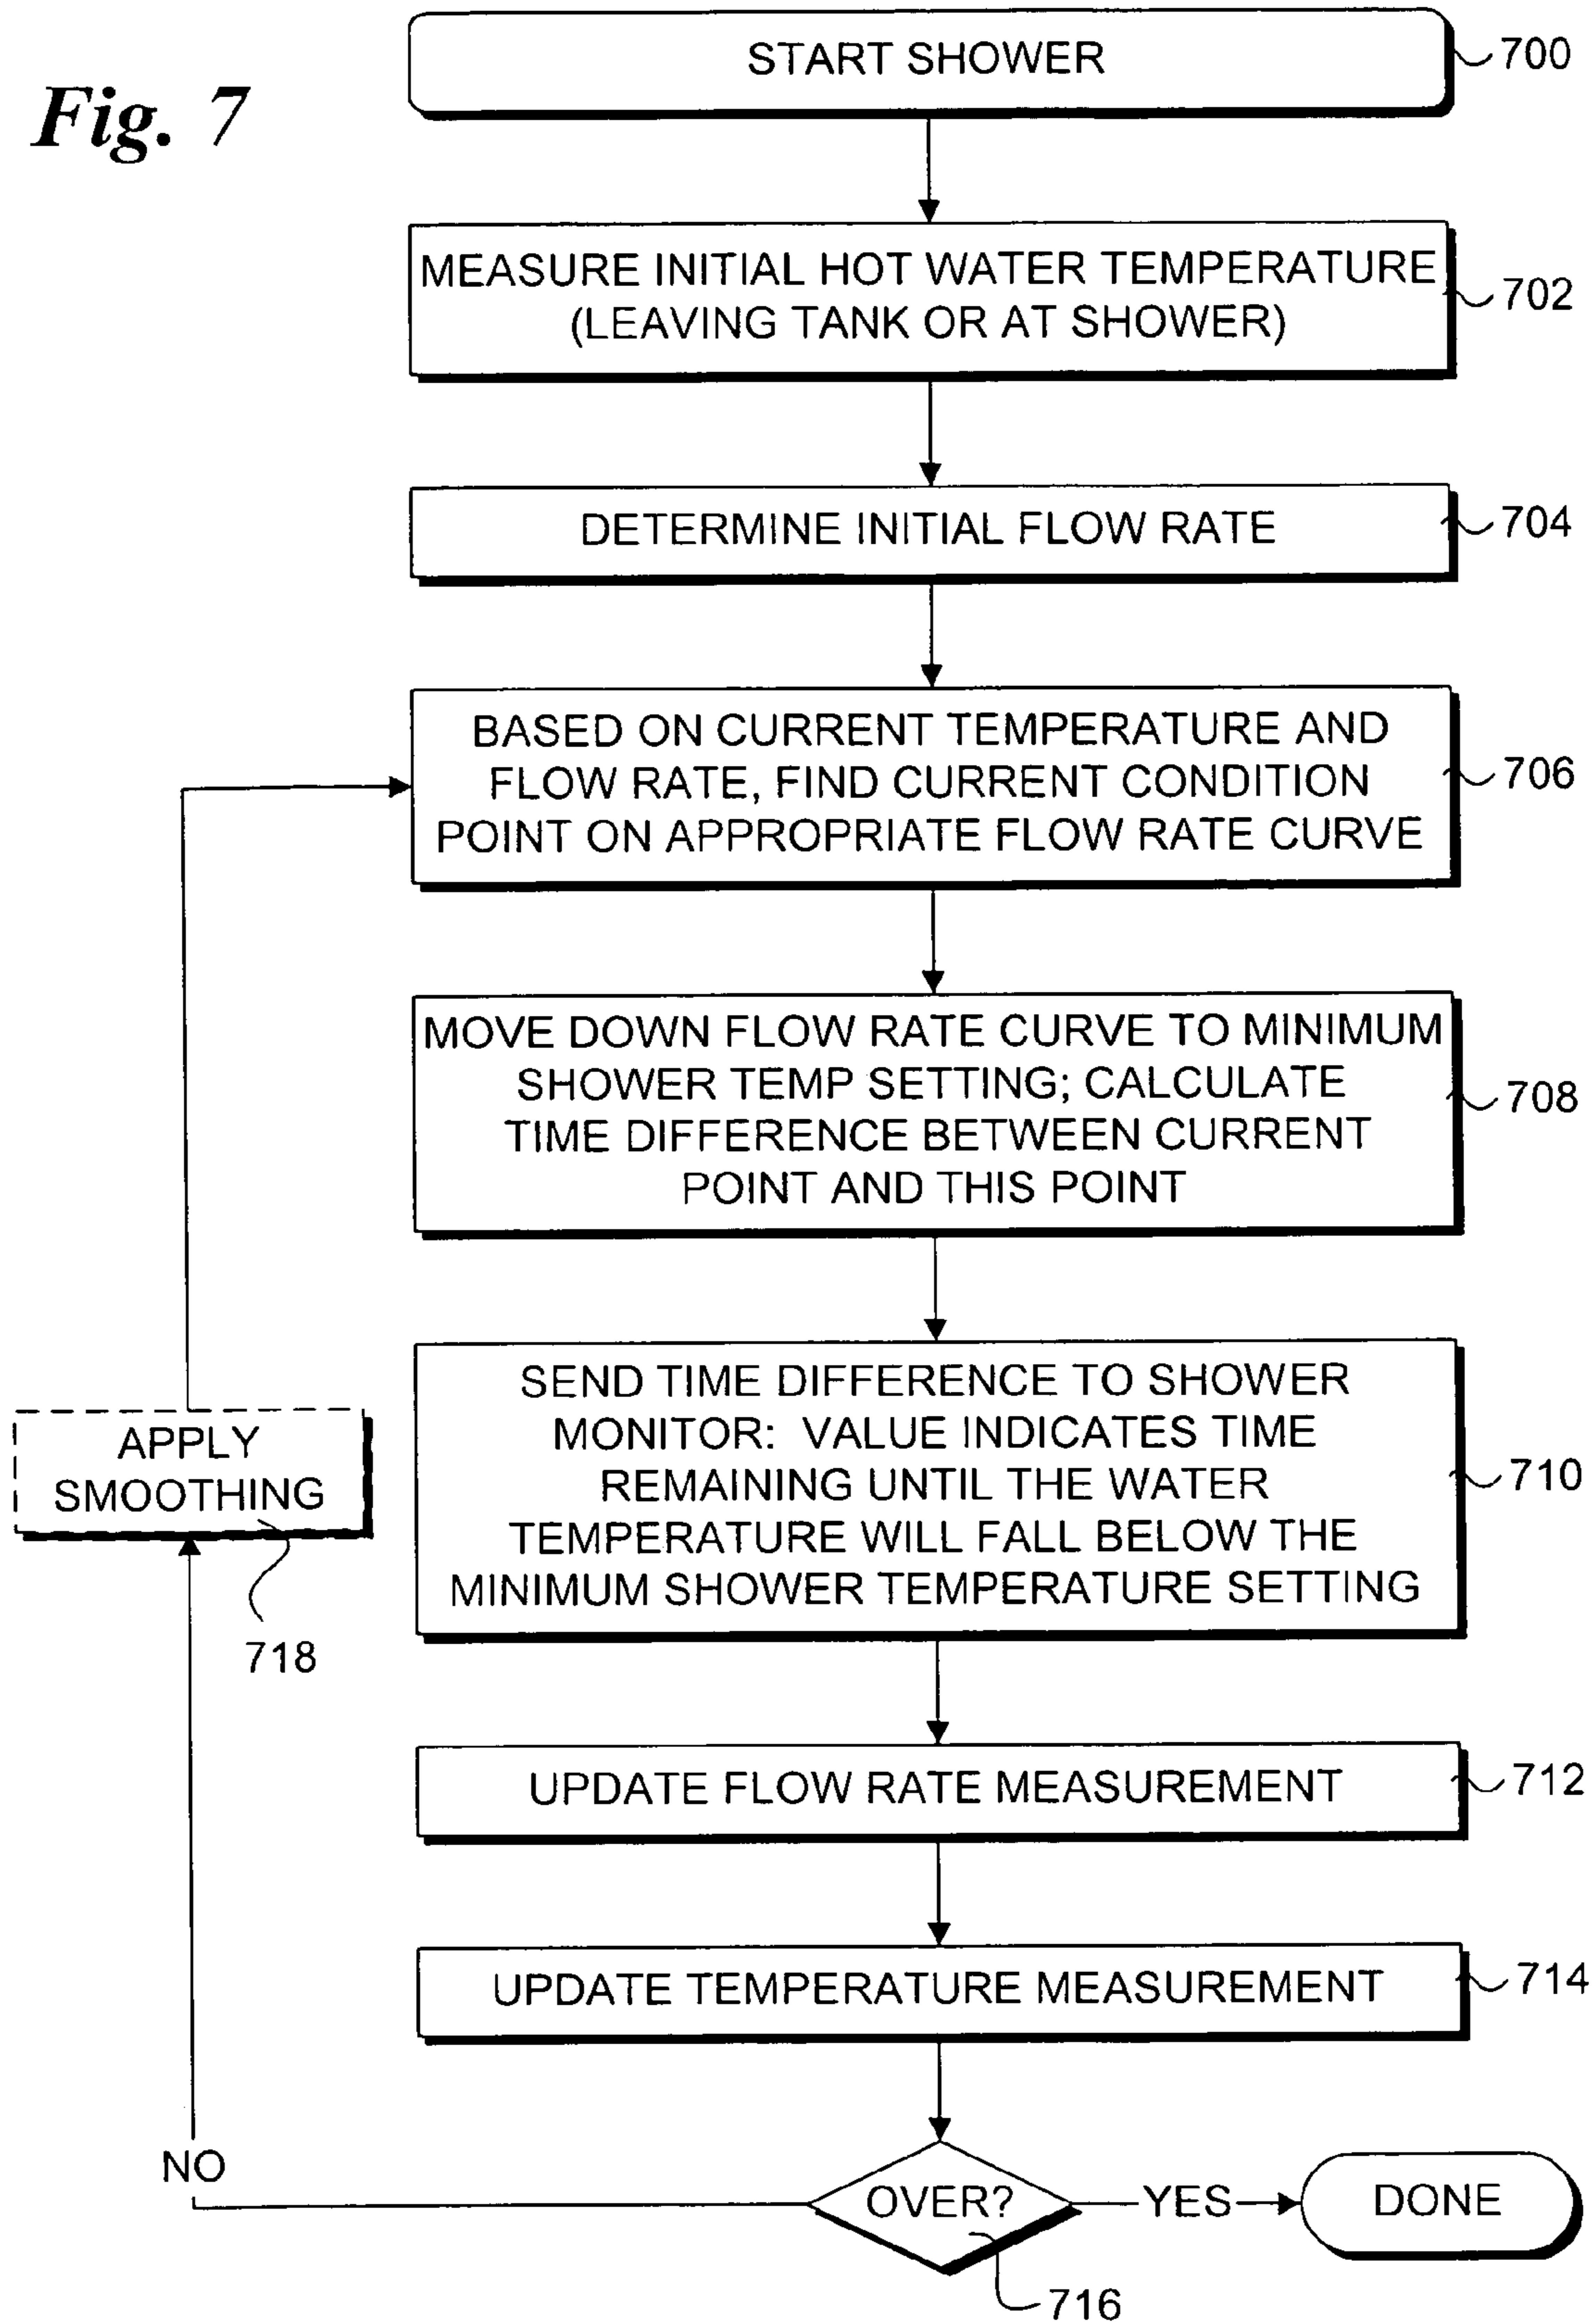 Fig. 7
START SHOWER
700
MEASURE INITIAL HOT WATER TEMPERATURE
(LEAVING TANK OR AT SHOWER)
702
DETERMINE INITIAL FLOW RATE
704
BASED ON CURRENT TEMPERATURE AND
FLOW RATE, FIND CURRENT CONDITION
POINT ON APPROPRIATE FLOW RATE CURVE
706
MOVE DOWN FLOW RATE CURVE TO MINIMUM
SHOWER TEMP SETTING; CALCULATE
TIME DIFFERENCE BETWEEN CURRENT
POINT AND THIS POINT
708
SEND TIME DIFFERENCE TO SHOWER
MONITOR: VALUE INDICATES TIME
REMAINING UNTIL THE WATER
TEMPERATURE WILL FALL BELOW THE
MINIMUM SHOWER TEMPERATURE SETTING
710
APPLY
SMOOTHING
718
UPDATE FLOW RATE MEASUREMENT
712
UPDATE TEMPERATURE MEASUREMENT
714
NO
OVER?
YES
DONE
716